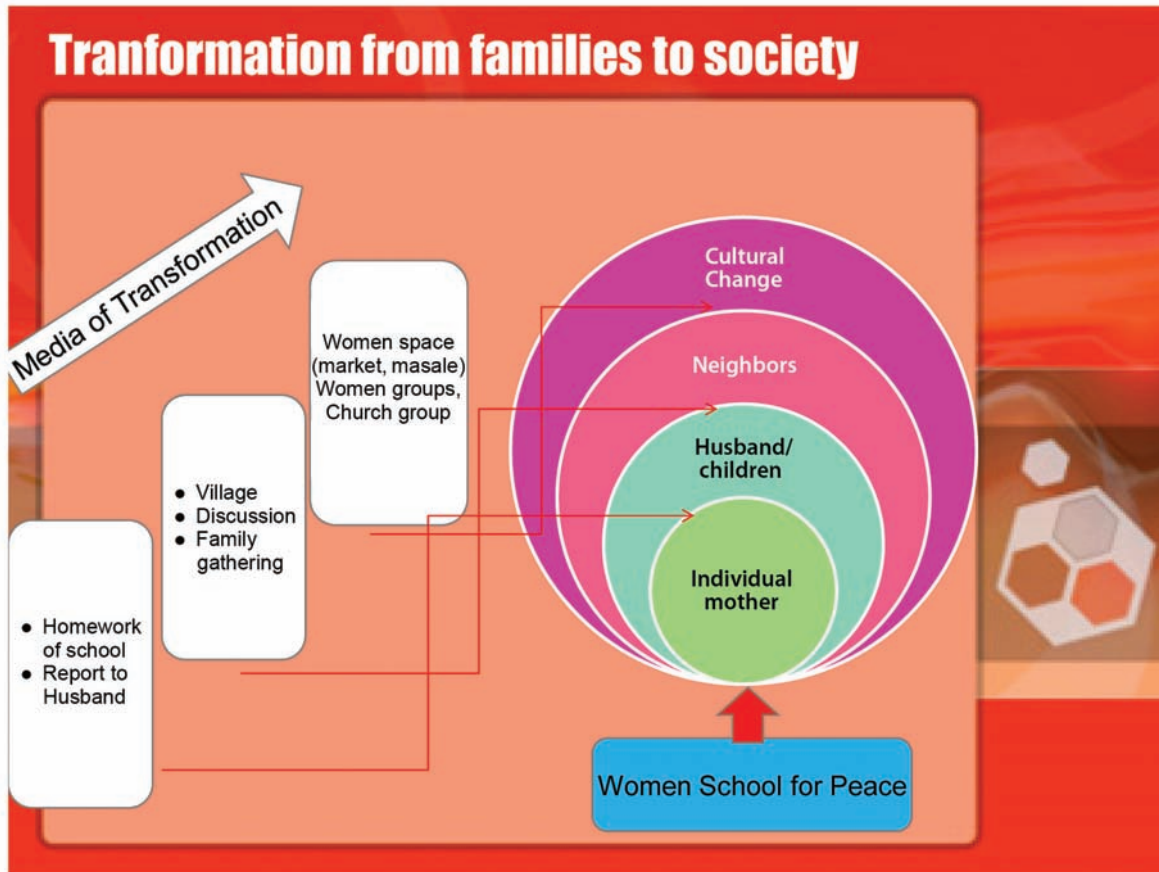 Tranformation from families to society
Media of Transformation
Women space
(market, masale)
Women groups,
Church group
● Village
● Discussion
● Family
gathering
● Homework
of school
● Report to
Husband
Cultural
Change
Neighbors
Husband/
children
Individual
mother
Women School for Peace